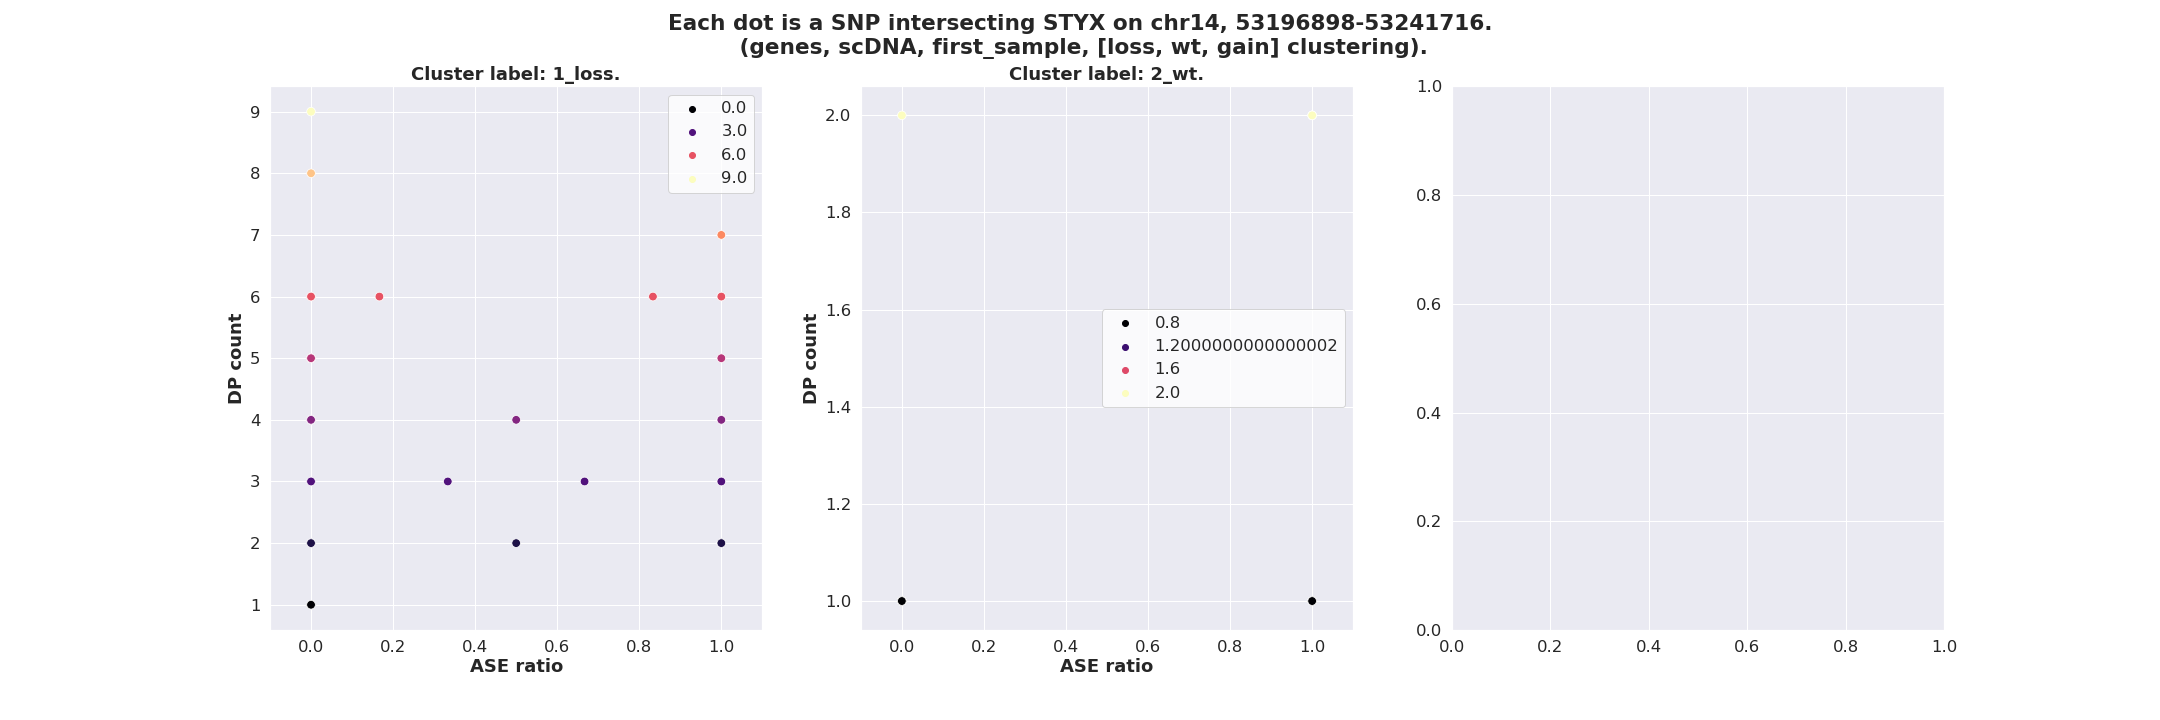 Each dot is a SNP intersecting STYX on chr14, 53196898-53241716.
(genes, scDNA, first_sample, [loss, wt, gain] clustering).
Cluster label: 1_loss.
9
8
7
6
5
4
3
2
1
DP count
0.0
3.0
6.0
9.0
0.0 0.2 0.4 0.6 0.8 1.0
ASE ratio
Cluster label: 2_wt.
2.0
1.8
1.6
1.4
1.2
1.0
DP count
0.8
1.2000000000000002
1.6
2.0
0.0 0.2 0.4 0.6 0.8 1.0
ASE ratio
1.0
0.8
0.6
0.4
0.2
0.0
0.0 0.2 0.4 0.6 0.8 1.0